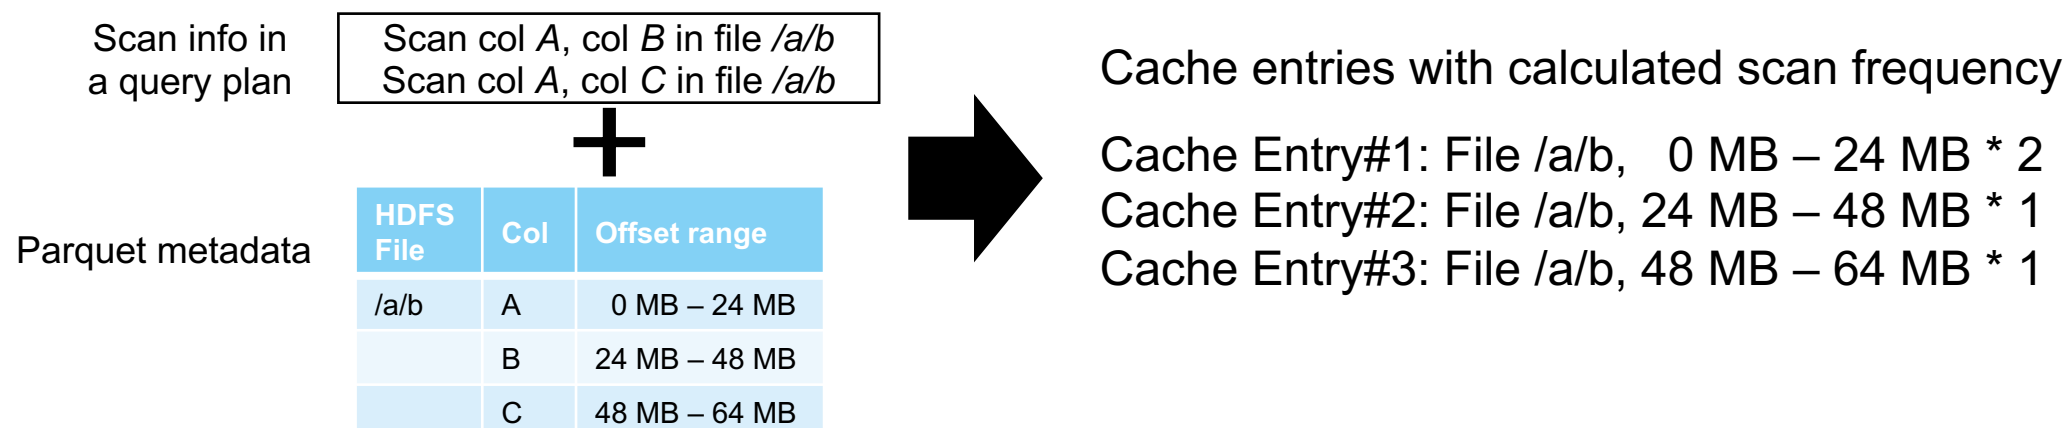 Scan info in
a query plan
Scan col A, col B in file /a/b
Scan col A, col C in file /a/b
Parquet metadata
HDFS File Col Offset range
/a/b A 0 MB – 24 MB
B 24 MB – 48 MB
C 48 MB – 64 MB
Cache entries with calculated scan frequency
Cache Entry#1: File /a/b, 0 MB – 24 MB * 2
Cache Entry#2: File /a/b, 24 MB – 48 MB * 1
Cache Entry#3: File /a/b, 48 MB – 64 MB * 1